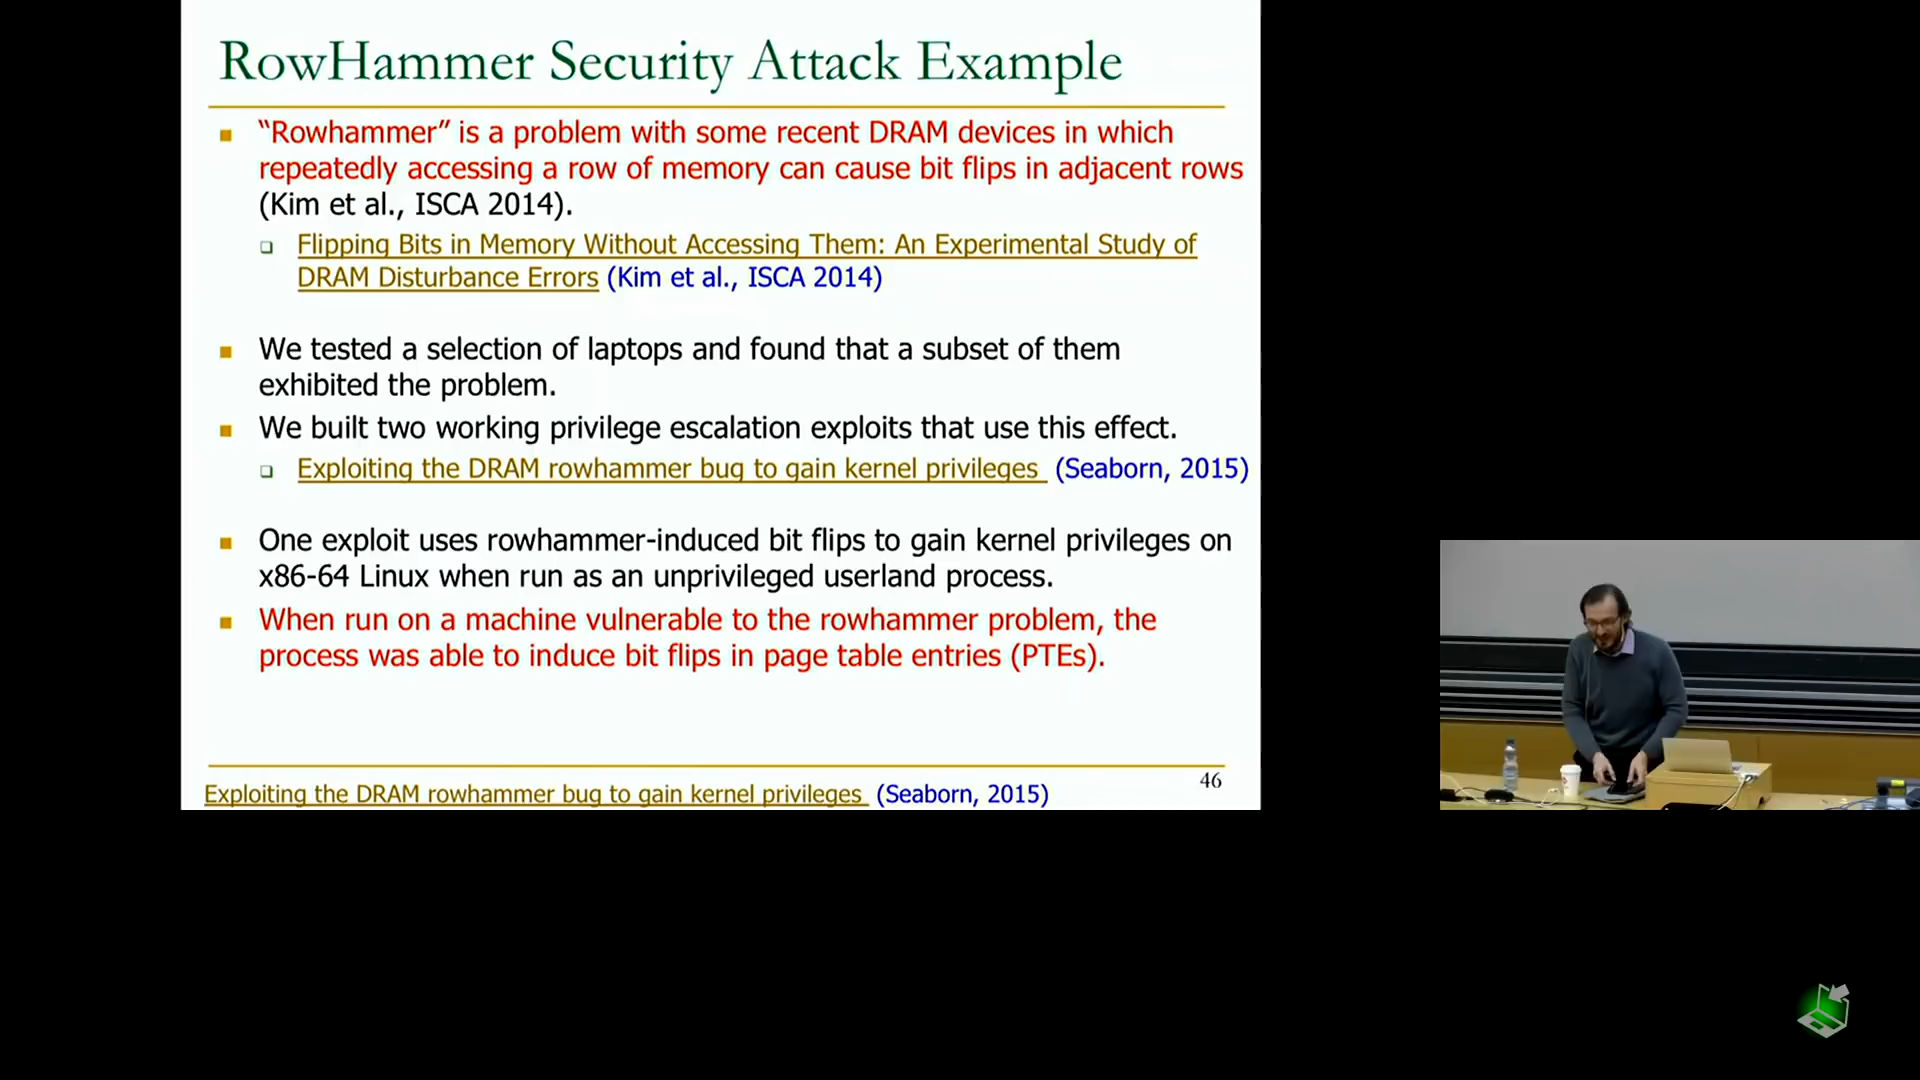 RowHammer Security Attack Example
■ “Rowhammer” is a problem with some recent DRAM devices in which
repeatedly accessing a row of memory can cause bit flips in adjacent rows
(Kim et al., ISCA 2014).
❑ Flipping Bits in Memory Without Accessing Them: An Experimental Study of
DRAM Disturbance Errors (Kim et al., ISCA 2014)
■ We tested a selection of laptops and found that a subset of them
exhibited the problem.
■ We built two working privilege escalation exploits that use this effect.
❑ Exploiting the DRAM rowhammer bug to gain kernel privileges (Seaborn, 2015)
■ One exploit uses rowhammer-induced bit flips to gain kernel privileges on
x86-64 Linux when run as an unprivileged userland process.
■ When run on a machine vulnerable to the rowhammer problem, the
process was able to induce bit flips in page table entries (PTEs).
46
Exploiting the DRAM rowhammer bug to gain kernel privileges (Seaborn, 2015)